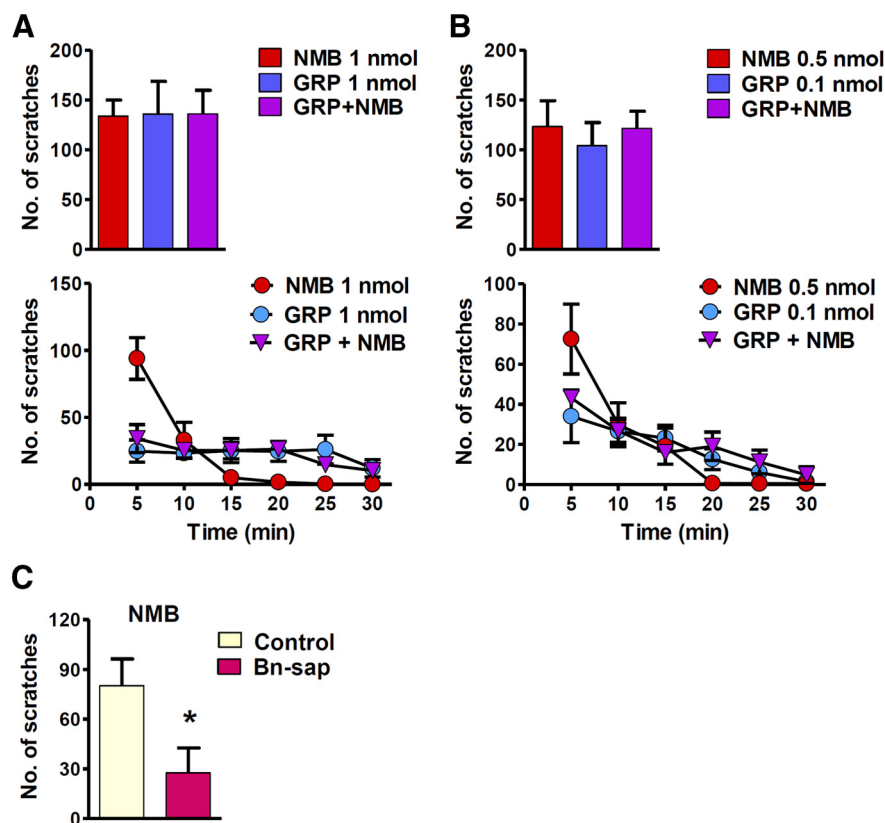 A
No. of scratches
200
150
100
50
0
NMB 1 nmol
GRP 1 nmol
GRP+NMB
No. of scratches
150
100
50
0
NMB 1 nmol
GRP 1 nmol
GRP + NMB
0 5 10 15 20 25 30
Time (min)
B
No. of scratches
200
150
100
50
0
NMB 0.5 nmol
GRP 0.1 nmol
GRP+NMB
No. of scratches
100
80
60
40
20
0
NMB 0.5 nmol
GRP 0.1 nmol
GRP + NMB
0 5 10 15 20 25 30
Time (min)
C
NMB
No. of scratches
120
90
60
30
0
Control
Bn-sap
*